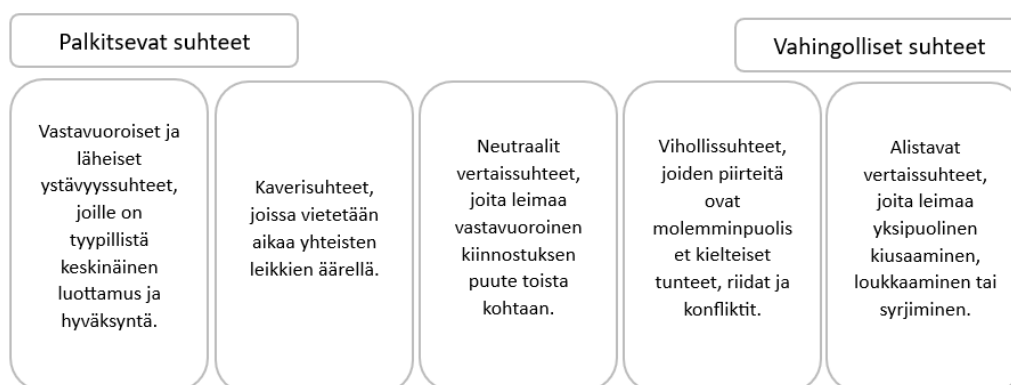 Palkitsevat suhteet
Vahingolliset suhteet
Vastavuoroiset ja
läheiset
ystävyyssuhteet,
joille on
tyypillistä
keskinäinen
luottamus ja
hyväksyntä.
Kaverisuhteet,
joissa vietetään
aikaa yhteisten
leikkien äärellä.
Neutraalit
vertaissuhteet,
joita leimaa
vastavuoroinen
kiinnostuksen
puute toista
kohtaan.
Vihollissuhteet,
joiden piirteitä
ovat
molemminpuolis
et kielteiset
tunteet, riidat ja
konfliktit.
Alistavat
vertaissuhteet,
joita leimaa
yksipuolinen
kiusaaminen,
loukkaaminen tai
syrjiminen.